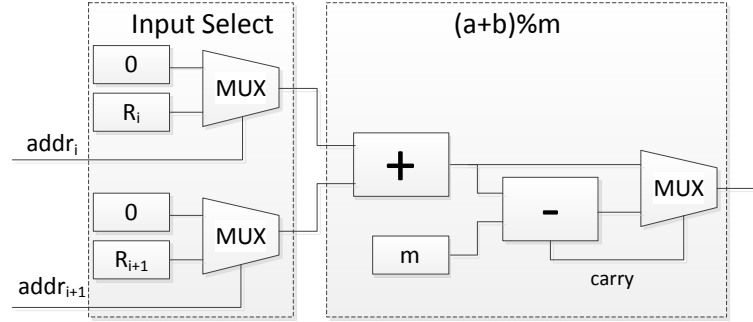 Input Select
(a+b)%m
0
MUX
Rᵢ
addrᵢ
+
MUX
0
-
MUX
Rᵢ₊₁
m
addrᵢ₊₁
carry